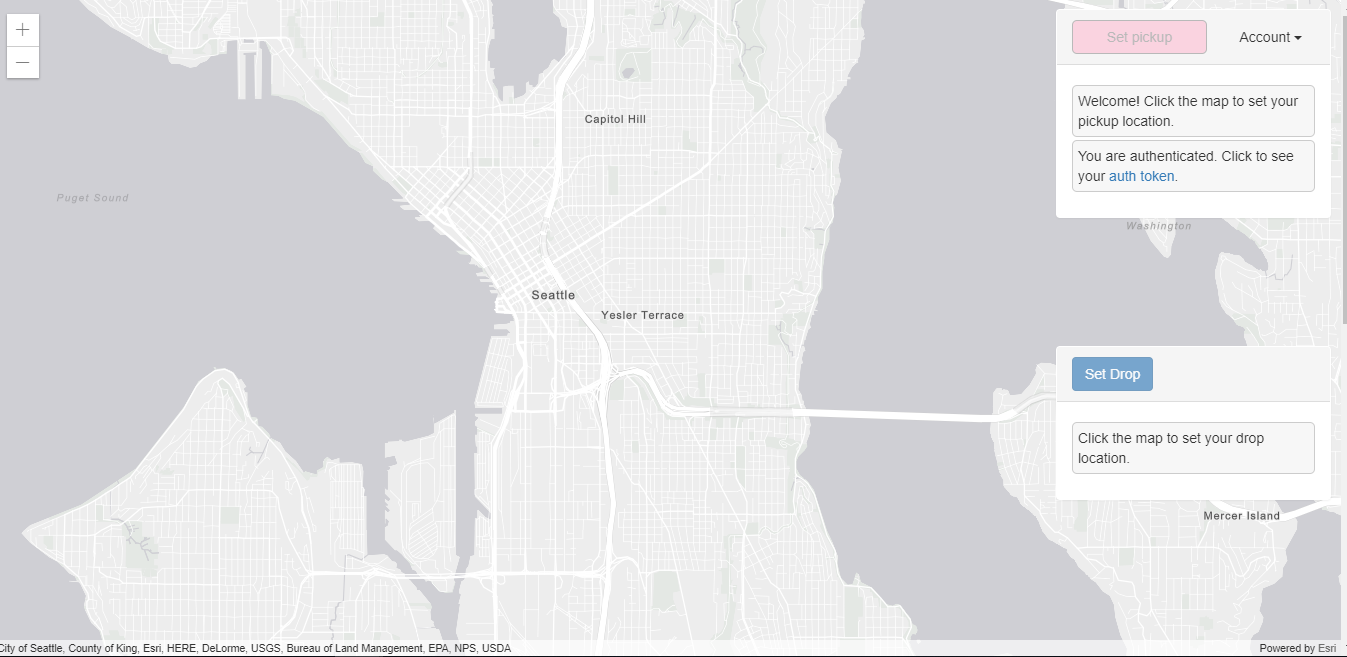 +
Set pickup
Account
Welcome! Click the map to set your
pickup location.
You are authenticated. Click to see
your auth token.
−
Capitol Hill
Puget Sound
Washington
Seattle
Yesler Terrace
Set Drop
Click the map to set your drop
location.
Mercer Island
City of Seattle, County of King, Esri, HERE, DeLorme, USGS, Bureau of Land Management, EPA, NPS, USDA
Powered by Esri